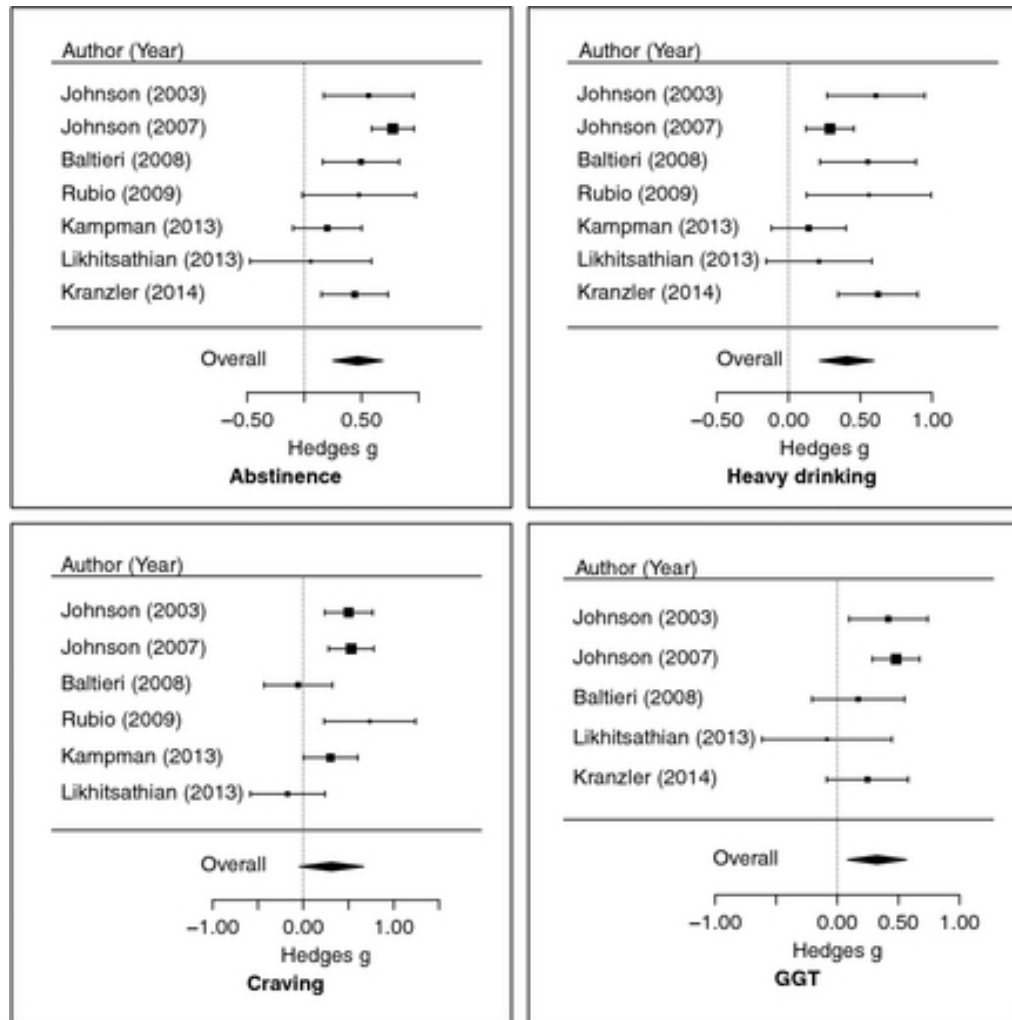 Author (Year)
Johnson (2003)
Johnson (2007)
Baltieri (2008)
Rubio (2009)
Kampman (2013)
Likhitsathian (2013)
Kranzler (2014)
Overall
−0.50 0.50
Hedges g
Abstinence
Author (Year)
Johnson (2003)
Johnson (2007)
Baltieri (2008)
Rubio (2009)
Kampman (2013)
Likhitsathian (2013)
Kranzler (2014)
Overall
−0.50 0.00 0.50 1.00
Hedges g
Heavy drinking
Author (Year)
Johnson (2003)
Johnson (2007)
Baltieri (2008)
Rubio (2009)
Kampman (2013)
Likhitsathian (2013)
Overall
−1.00 0.00 1.00
Hedges g
Craving
Author (Year)
Johnson (2003)
Johnson (2007)
Baltieri (2008)
Likhitsathian (2013)
Kranzler (2014)
Overall
−1.00 0.00 0.50 1.00
Hedges g
GGT